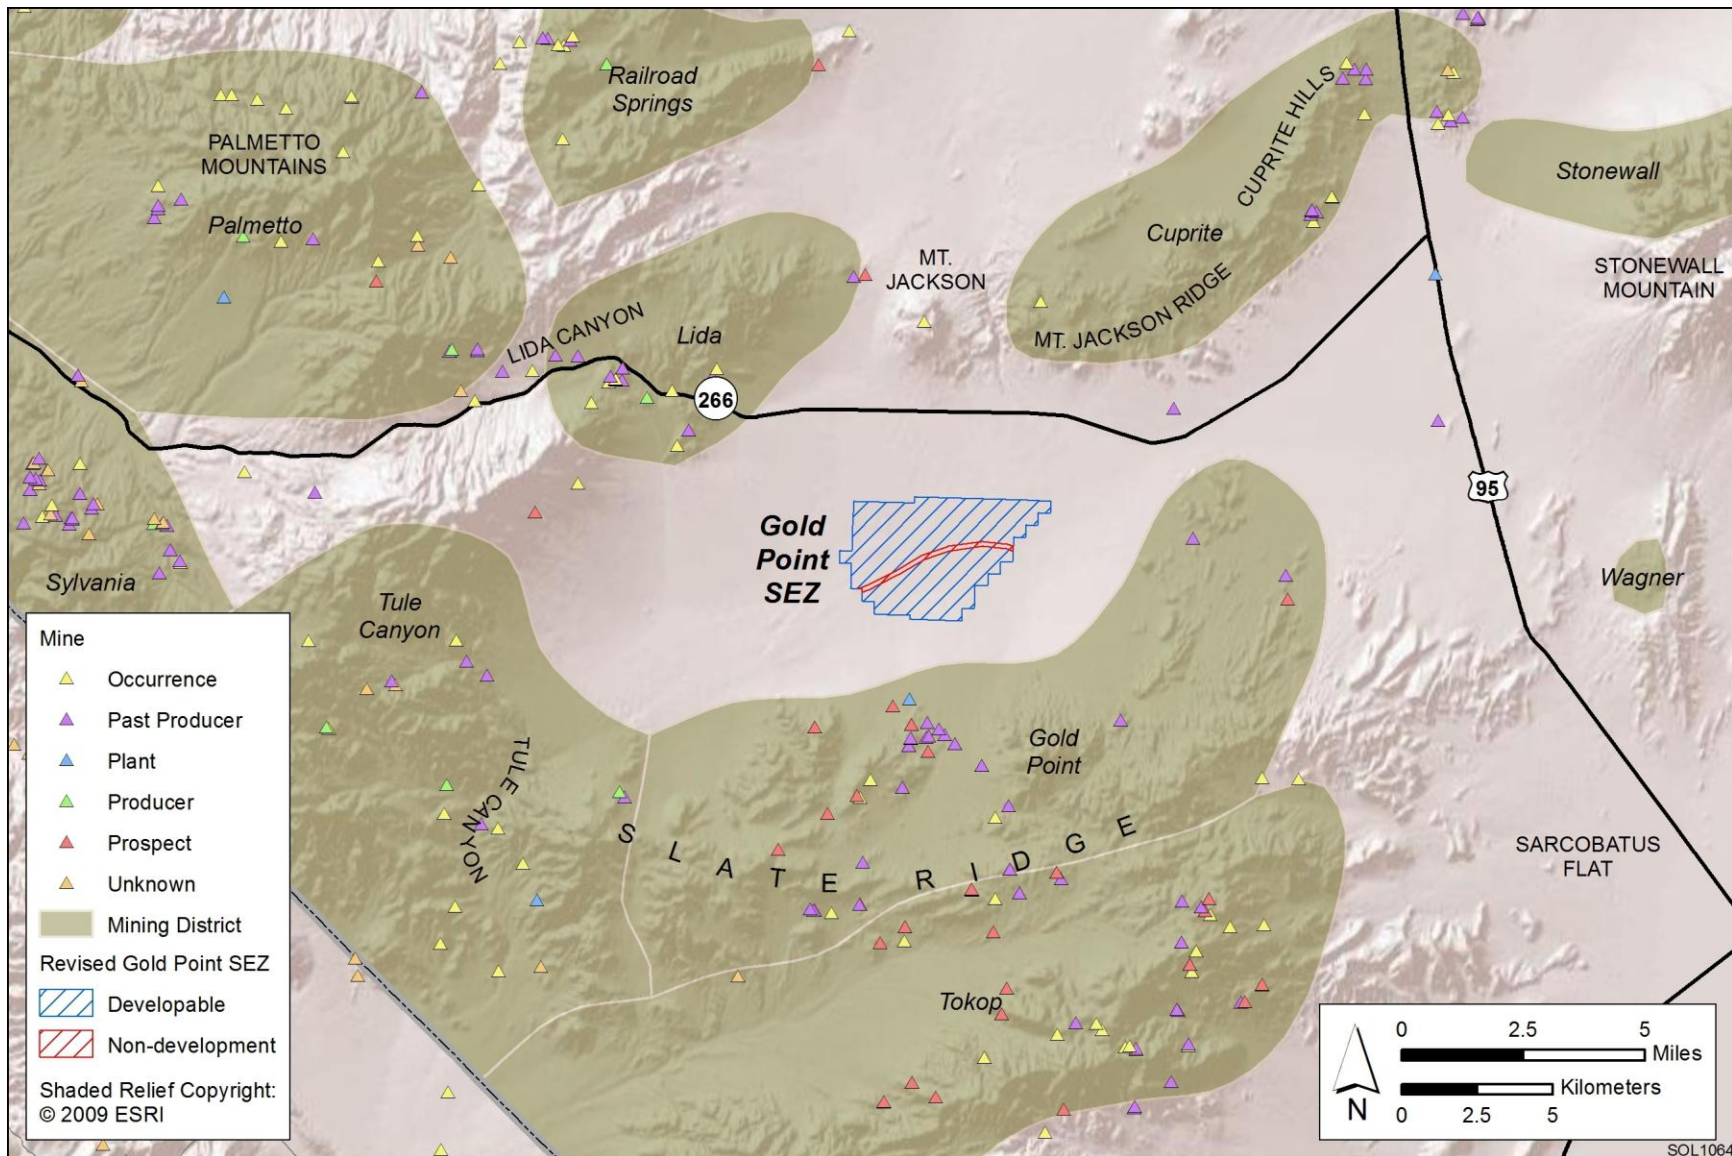 Railroad
Springs
PALMETTO
MOUNTAINS
Palmetto
CUPRITE HILLS
Cuprite
Stonewall
MT.
JACKSON
STONEWALL
MOUNTAIN
MT. JACKSON RIDGE
LIDA CANYON
Lida
266
95
Gold
Point
SEZ
Sylvania
Tule
Canyon
Wagner
TULE CANYON
Gold
Point
SLATE RIDGE
SARCOBATUS
FLAT
Tokop
Mine
Occurrence
Past Producer
Plant
Producer
Prospect
Unknown
Mining District
Revised Gold Point SEZ
Developable
Non-development
Shaded Relief Copyright:
© 2009 ESRI
N
0 2.5 5
Miles
Kilometers
0 2.5 5
SOL1064